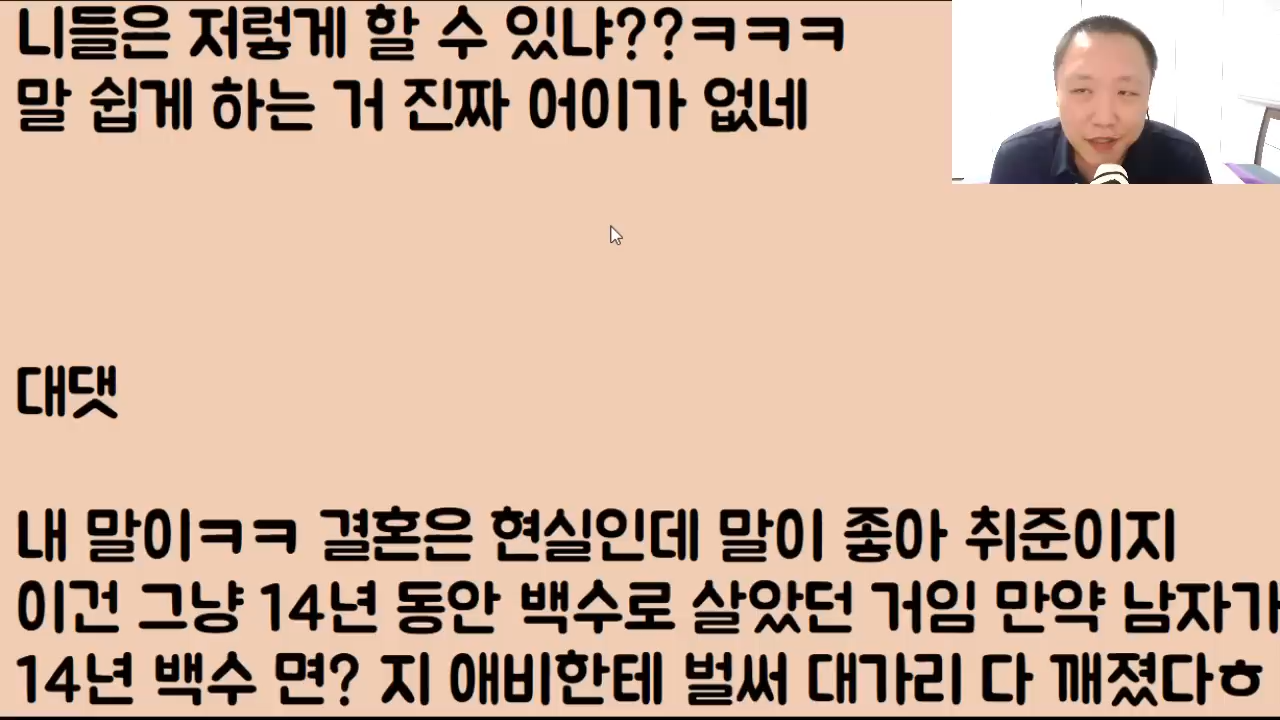 니들은 저렇게 할 수 있냐??ㅋㅋㅋ
말 쉽게 하는 거 진짜 어이가 없네
대댓
내 말이ㅋㅋ 결혼은 현실인데 말이 좋아 취준이지
이건 그냥 14년 동안 백수로 살았던 거임 만약 남자가
14년 백수 면? 지 애비한테 벌써 대가리 다 깨졌다ㅎ